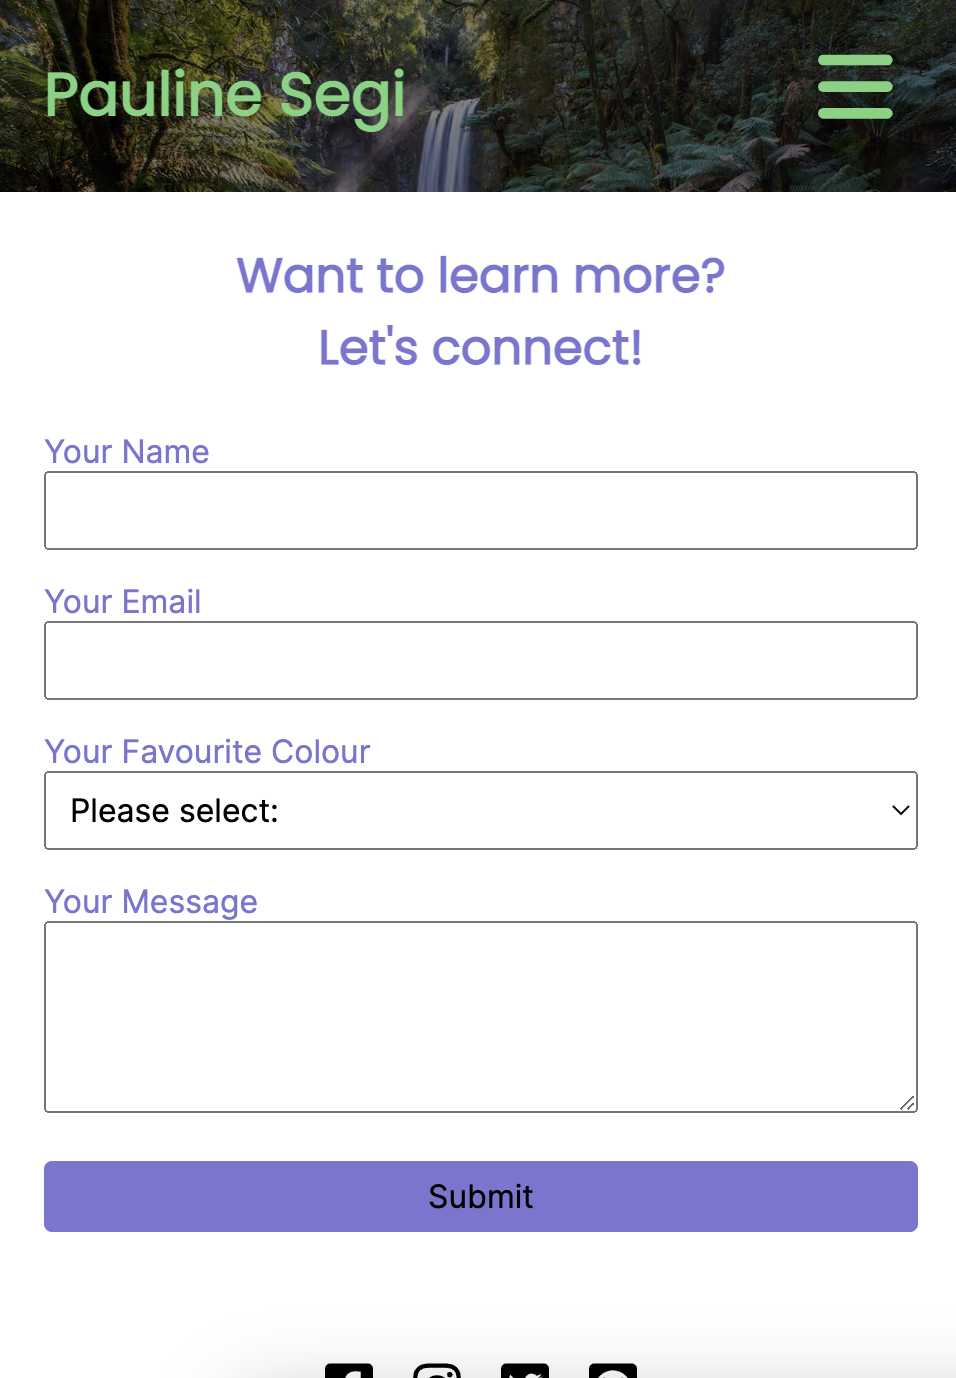 Pauline Segi
Want to learn more?
Let's connect!
Your Name
Your Email
Your Favourite Colour
Please select:
Your Message
Submit